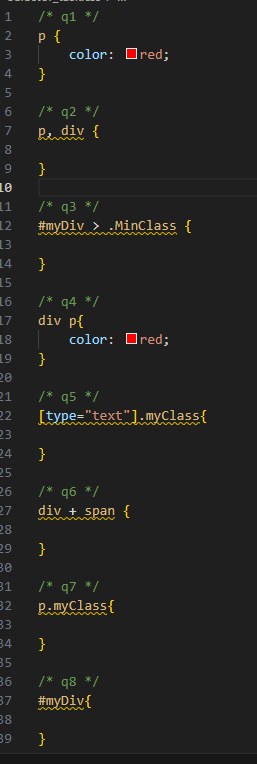 1 /* q1 */
2 p {
3 color: red;
4 }
5
6 /* q2 */
7 p, div {
8
9 }
10
11 /* q3 */
12 #myDiv > .MinClass {
13
14 }
15
16 /* q4 */
17 div p{
18 color: red;
19 }
20
21 /* q5 */
22 [type="text"].myClass{
23
24 }
25
26 /* q6 */
27 div + span {
28
29 }
30
31 /* q7 */
32 p.myClass{
33
34 }
35
36 /* q8 */
37 #myDiv{
38
39 }